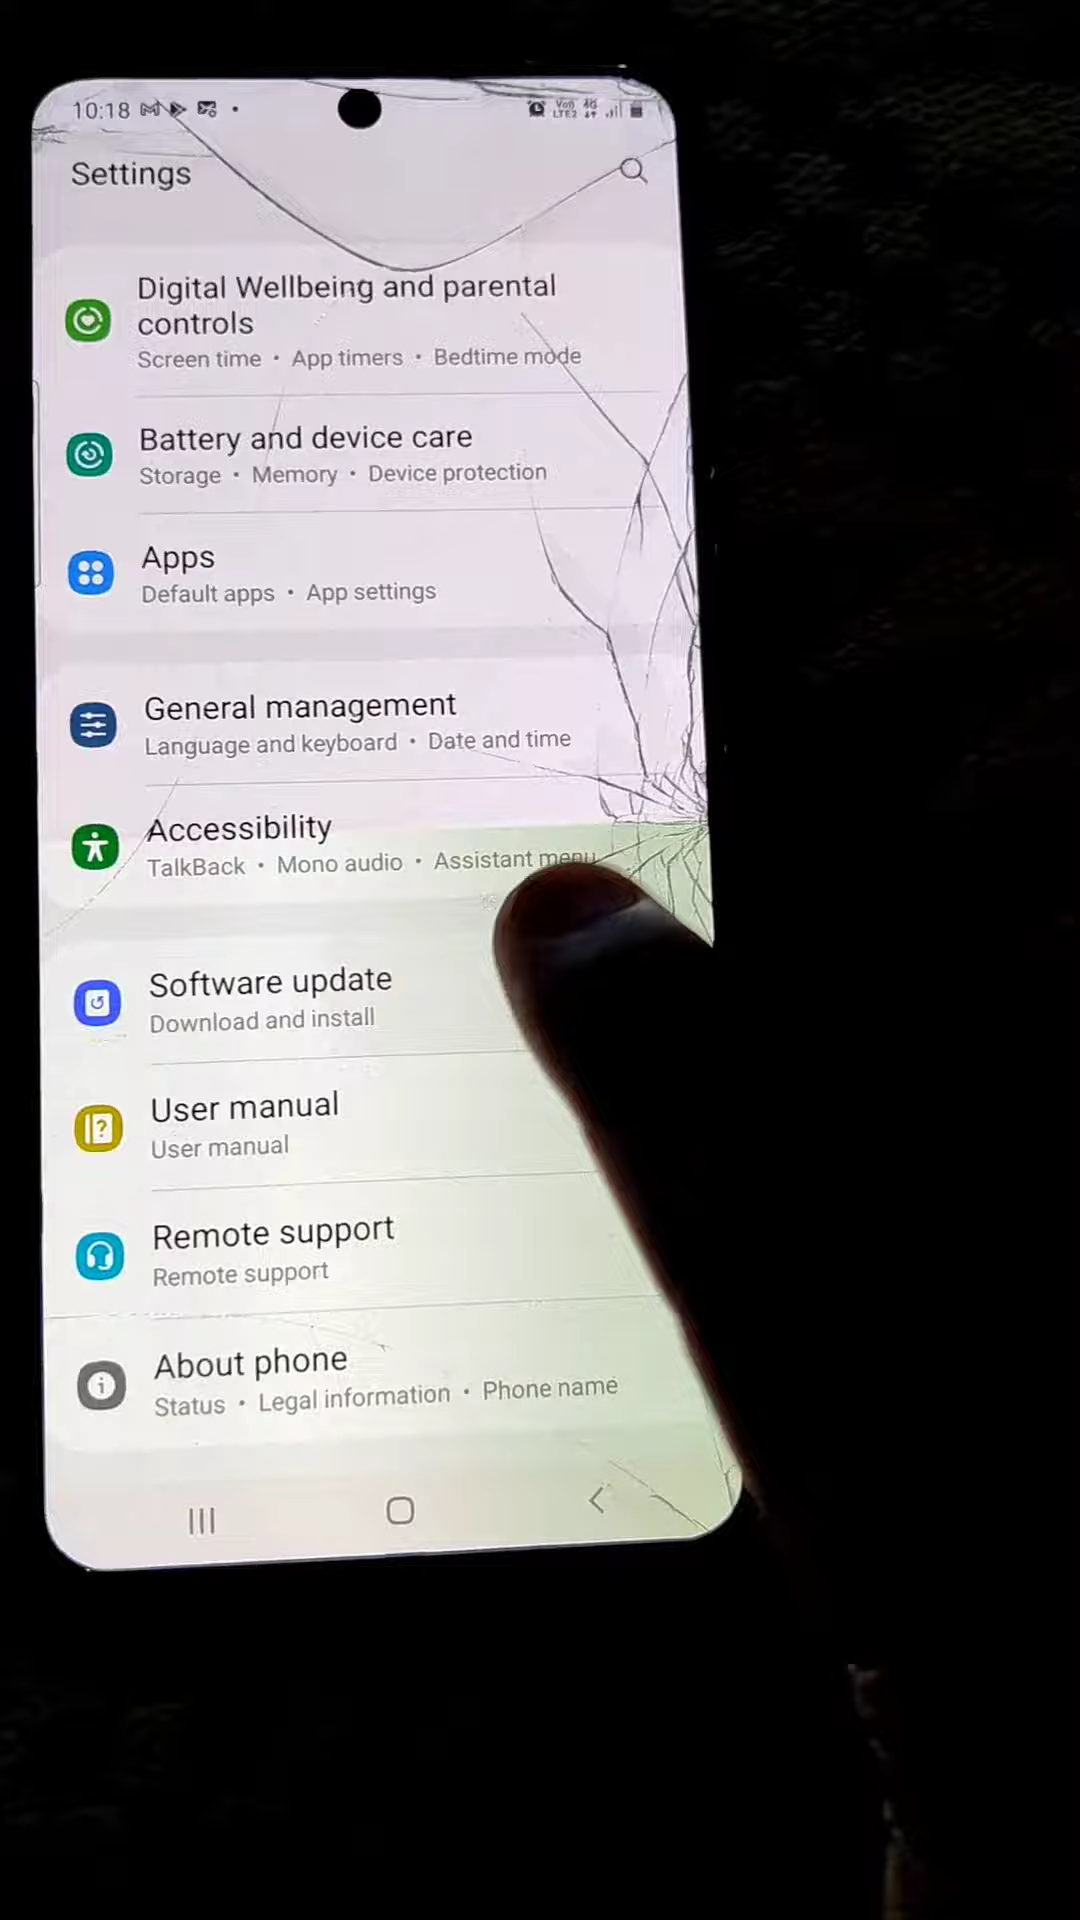 10:18
Vo)) 4G
LTE2
Settings
Digital Wellbeing and parental
controls
Screen time • App timers • Bedtime mode
Battery and device care
Storage • Memory • Device protection
Apps
Default apps • App settings
General management
Language and keyboard • Date and time
Accessibility
TalkBack • Mono audio • Assistant menu
Software update
Download and install
User manual
User manual
Remote support
Remote support
About phone
Status • Legal information • Phone name